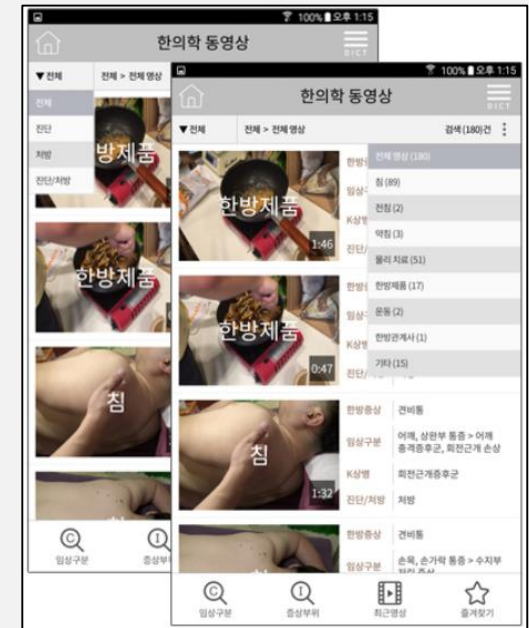 100% 오후 1:15
한의학 동영상
DICT
▼전체
전체 > 전체 영상
전체
진단
처방
진단/처방
방제품
한방제품
침
임상구분
증상부위
100% 오후 1:15
한의학 동영상
DICT
▼전체
전체 > 전체 영상
검색(180)건
전체 영상 (180)
침 (89)
전침 (2)
약침 (3)
물리 치료 (51)
한방제품 (17)
운동 (2)
한방관계사 (1)
기타 (15)
한방제품
1:46
한방제품
0:47
침
1:32
한방증상 견비통
임상구분 어깨, 상완부 통증 > 어깨
충격증후군, 회전근개 손상
K상병 회전근개증후군
진단/처방 처방
한방증상 견비통
임상구분 손목, 손가락 통증 > 수지부
임상구분
증상부위
최근영상
즐겨찾기